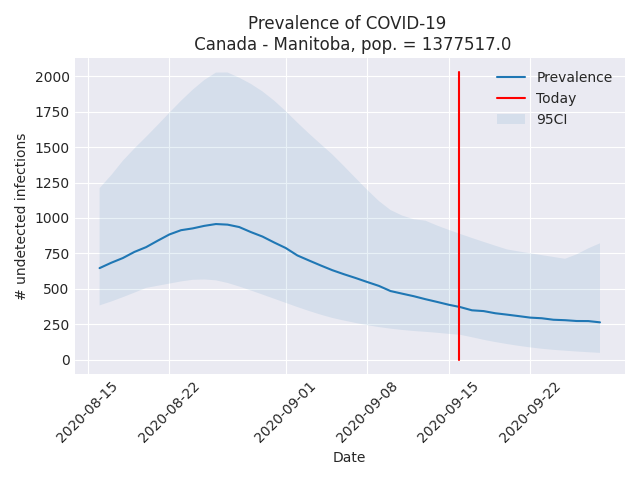 Prevalence of COVID-19
Canada - Manitoba, pop. = 1377517.0
Prevalence
Today
95CI
# undetected infections
2000
1750
1500
1250
1000
750
500
250
0
2020-08-15
2020-08-22
2020-09-01
2020-09-08
2020-09-15
2020-09-22
Date